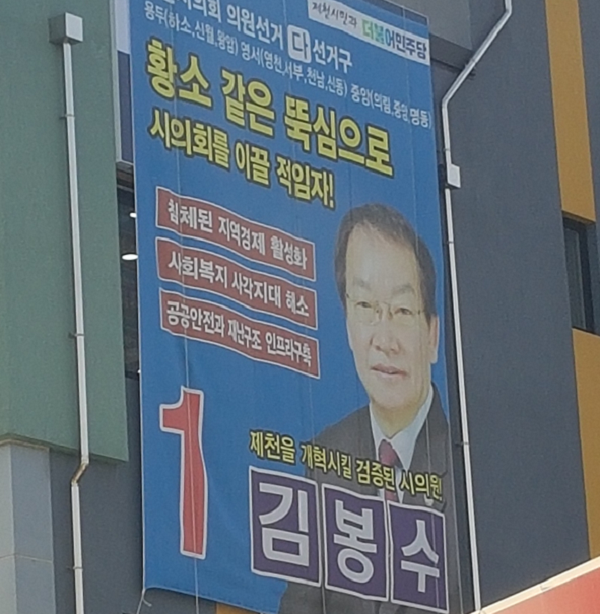 제천시민과 더불어민주당
의회 의원선거 다 선거구
용두(하소,신월,왕암) 영서(영천,서부,천남,신동) 중앙(의림,중앙,명동)
황소 같은 뚝심으로
시의회를 이끌 적임자!
침체된 지역경제 활성화
사회복지 사각지대 해소
공공안전과 재난구조 인프라구축
1
제천을 개혁시킬 검증된 시의원!
김봉수